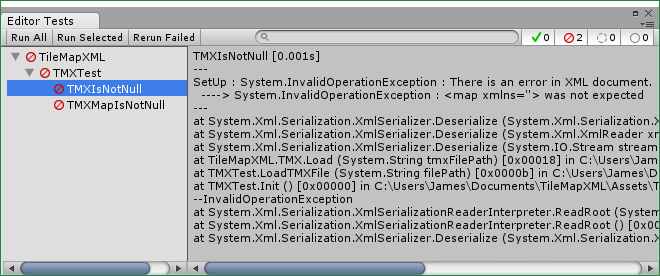 Editor Tests
Run All Run Selected Rerun Failed 0 2 0 0
TileMapXML
TMXTest
TMXIsNotNull
TMXMapIsNotNull
TMXIsNotNull [0.001s]
---
SetUp : System.InvalidOperationException : There is an error in XML document.
----> System.InvalidOperationException : <map xmlns=''> was not expected
---
at System.Xml.Serialization.XmlSerializer.Deserialize (System.Xml.Serialization.X
at System.Xml.Serialization.XmlSerializer.Deserialize (System.Xml.XmlReader xm
at System.Xml.Serialization.XmlSerializer.Deserialize (System.IO.Stream stream
at TileMapXML.TMX.Load (System.String tmxFilePath) [0x00018] in C:\Users\James
at TMXTest.LoadTMXFile (System.String filePath) [0x0000b] in C:\Users\James\D
at TMXTest.Init () [0x00000] in C:\Users\James\Documents\TileMapXML\Assets\T
--InvalidOperationException
at System.Xml.Serialization.XmlSerializationReaderInterpreter.ReadRoot (System
at System.Xml.Serialization.XmlSerializationReaderInterpreter.ReadRoot () [0x00
at System.Xml.Serialization.XmlSerializer.Deserialize (System.Xml.Serialization.X